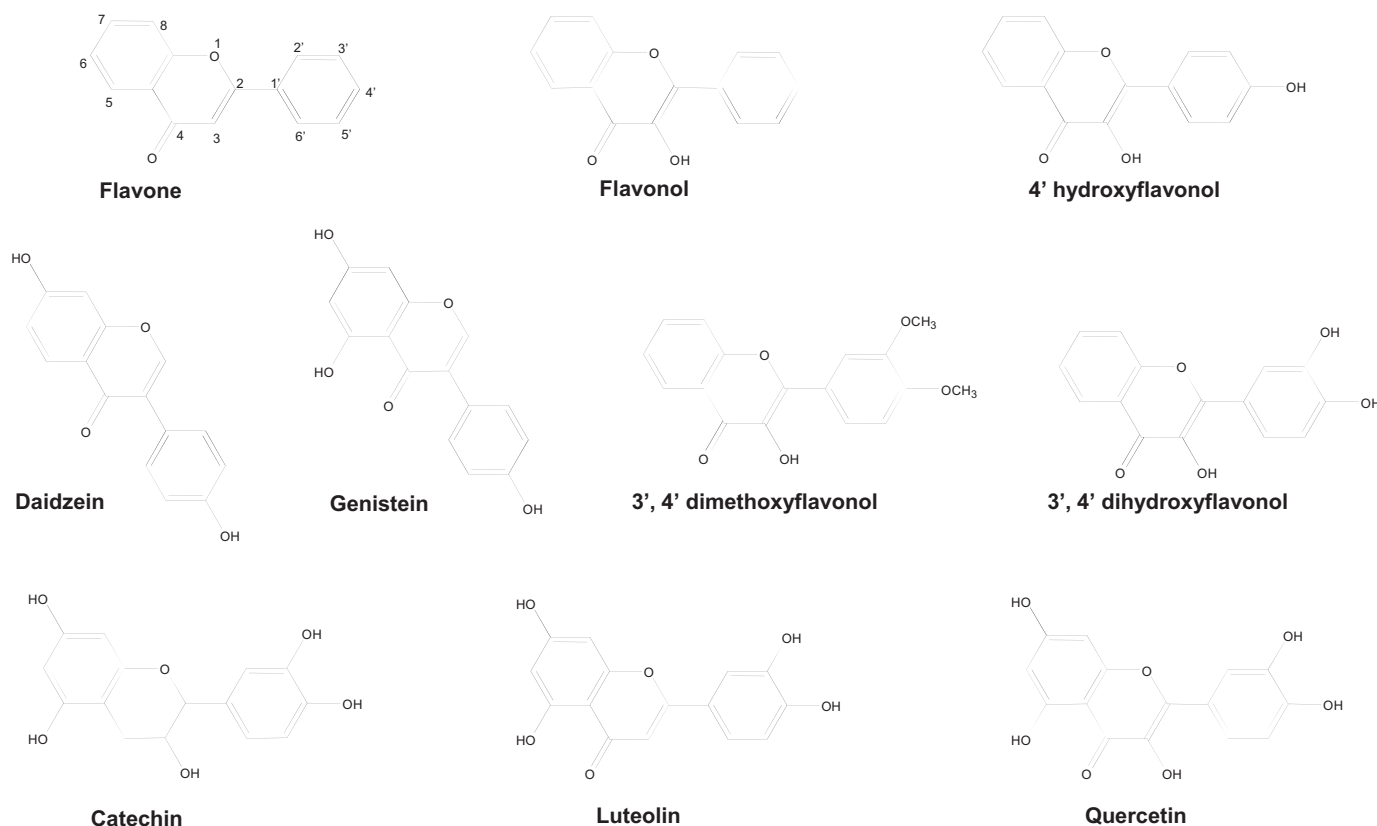 7
8
1
O
2'
3'
6
2
1'
4'
5
4
3
6'
5'
O
Flavone
O
O
OH
Flavonol
O
OH
O
OH
4' hydroxyflavonol
HO
O
O
OH
Daidzein
HO
O
HO
O
OH
Genistein
OCH3
O
OCH3
O
OH
3', 4' dimethoxyflavonol
OH
O
OH
O
OH
3', 4' dihydroxyflavonol
HO
OH
O
OH
HO
OH
Catechin
HO
OH
O
OH
HO
O
Luteolin
HO
OH
O
OH
HO
O
OH
Quercetin